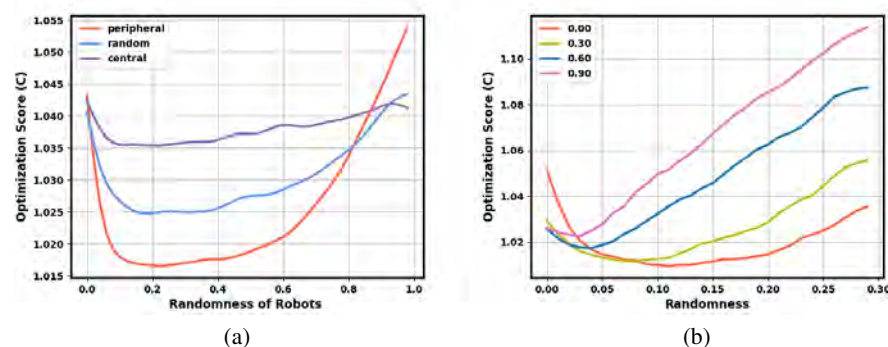 1.055
1.050
1.045
1.040
1.035
1.030
1.025
1.020
1.015
Optimization Score (C)
peripheral
random
central
0.0 0.2 0.4 0.6 0.8 1.0
Randomness of Robots
(a)
1.10
1.08
1.06
1.04
1.02
Optimization Score (C)
0.00
0.30
0.60
0.90
0.00 0.05 0.10 0.15 0.20 0.25 0.30
Randomness
(b)